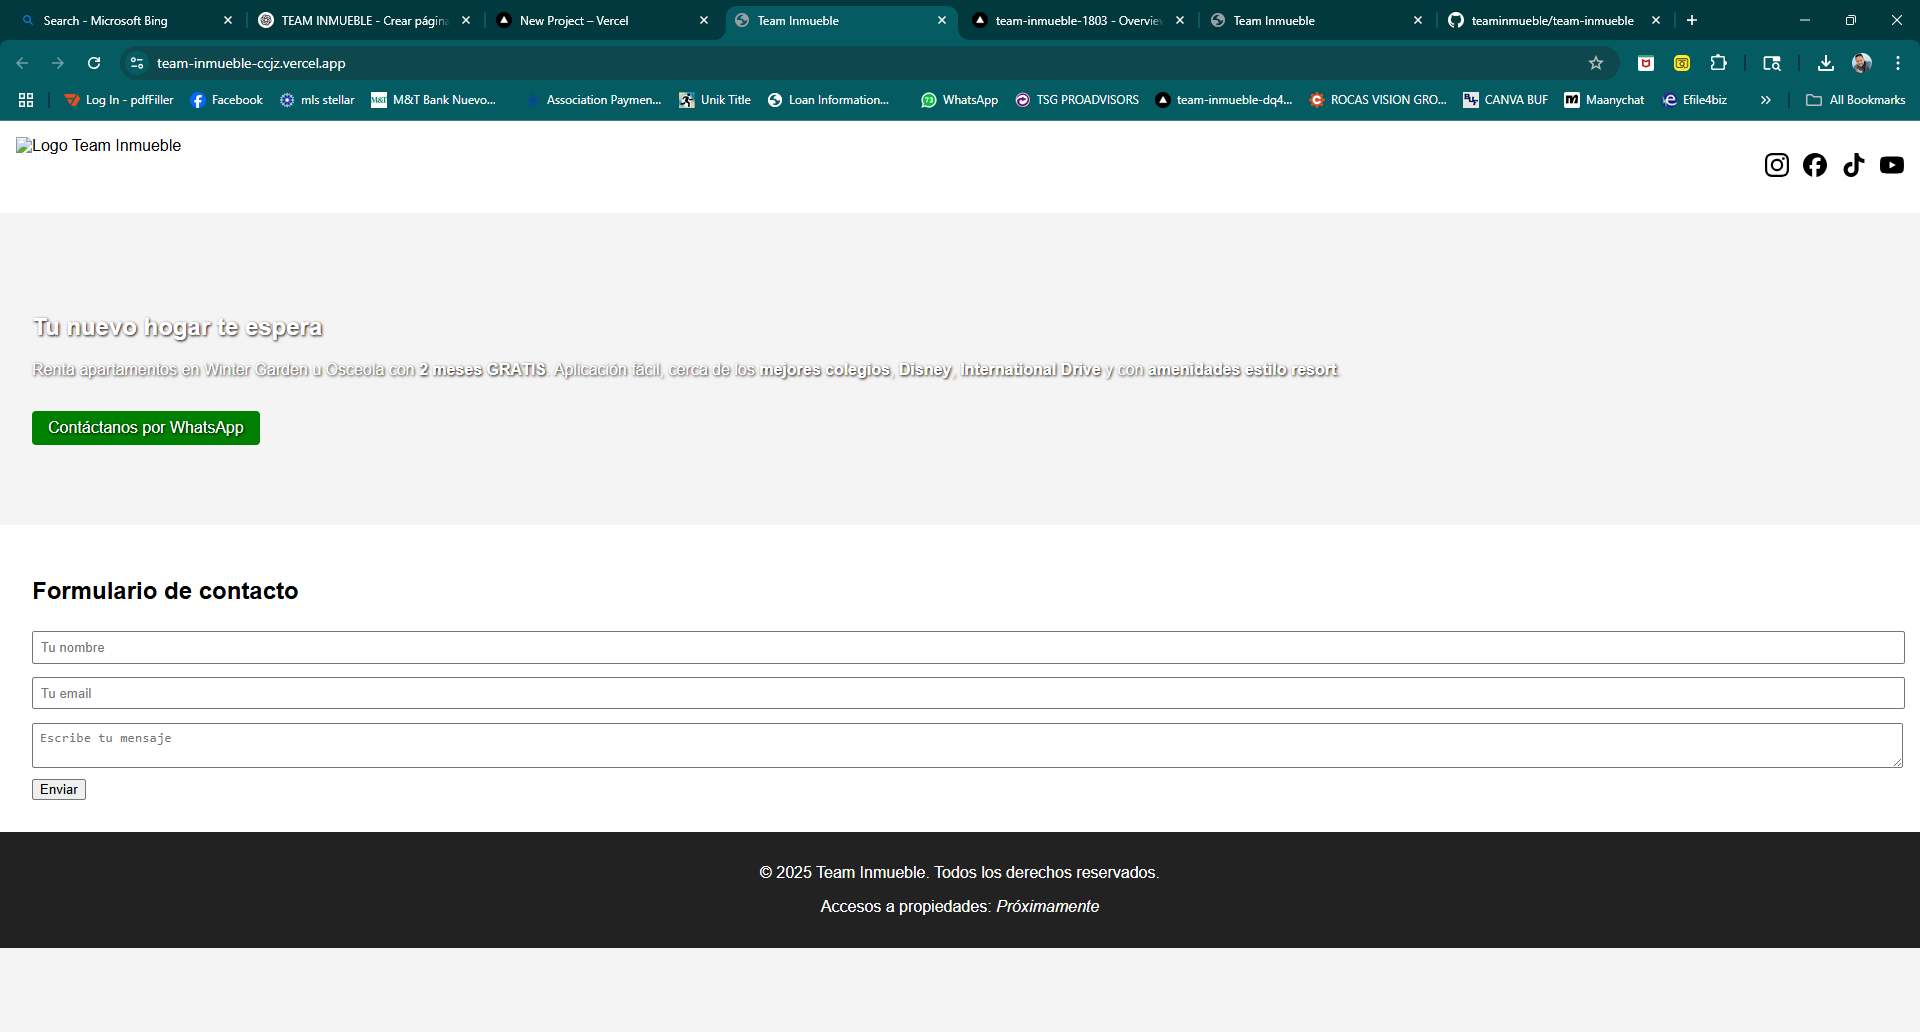 Search - Microsoft Bing
TEAM INMUEBLE - Crear página
New Project – Vercel
Team Inmueble
team-inmueble-1803 - Overview
Team Inmueble
teaminmueble/team-inmueble
team-inmueble-ccjz.vercel.app
Log In - pdfFiller
Facebook
mls stellar
M&T Bank Nuevo...
Association Paymen...
Unik Title
Loan Information...
WhatsApp
TSG PROADVISORS
team-inmueble-dq4...
ROCAS VISION GRO...
CANVA BUF
Maanychat
Efile4biz
All Bookmarks
Logo Team Inmueble
Tu nuevo hogar te espera
Renta apartamentos en Winter Garden u Osceola con 2 meses GRATIS. Aplicación fácil, cerca de los mejores colegios, Disney, International Drive y con amenidades estilo resort.
Contáctanos por WhatsApp
Formulario de contacto
Tu nombre
Tu email
Escribe tu mensaje
Enviar
© 2025 Team Inmueble. Todos los derechos reservados.
Accesos a propiedades: Próximamente